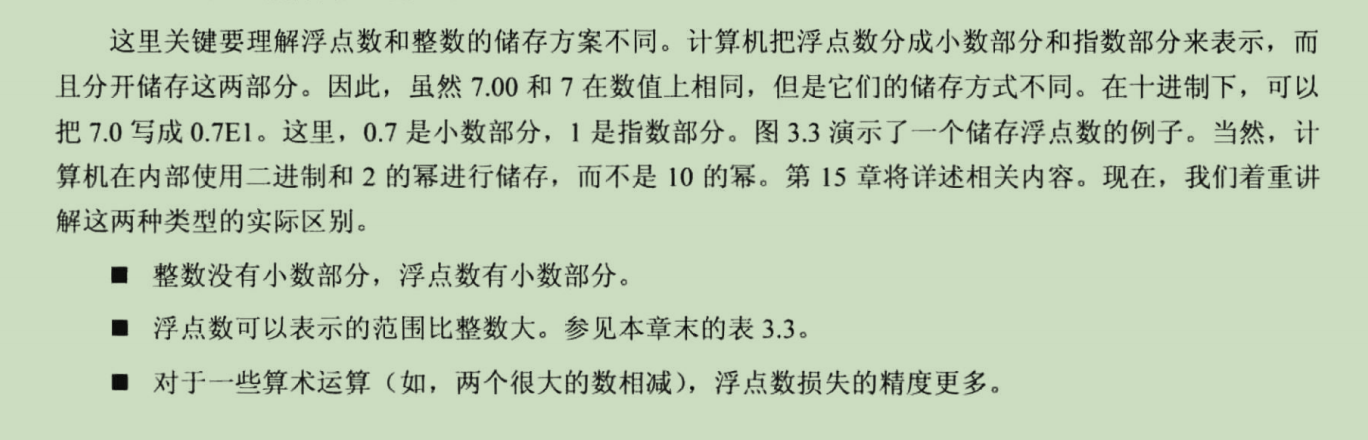 这里关键要理解浮点数和整数的储存方案不同。计算机把浮点数分成小数部分和指数部分来表示，而
且分开储存这两部分。因此，虽然 7.00 和 7 在数值上相同，但是它们的储存方式不同。在十进制下，可以
把 7.0 写成 0.7E1。这里，0.7 是小数部分，1 是指数部分。图 3.3 演示了一个储存浮点数的例子。当然，计
算机在内部使用二进制和 2 的幂进行储存，而不是 10 的幂。第 15 章将详述相关内容。现在，我们着重讲
解这两种类型的实际区别。
■ 整数没有小数部分，浮点数有小数部分。
■ 浮点数可以表示的范围比整数大。参见本章末的表 3.3。
■ 对于一些算术运算（如，两个很大的数相减），浮点数损失的精度更多。